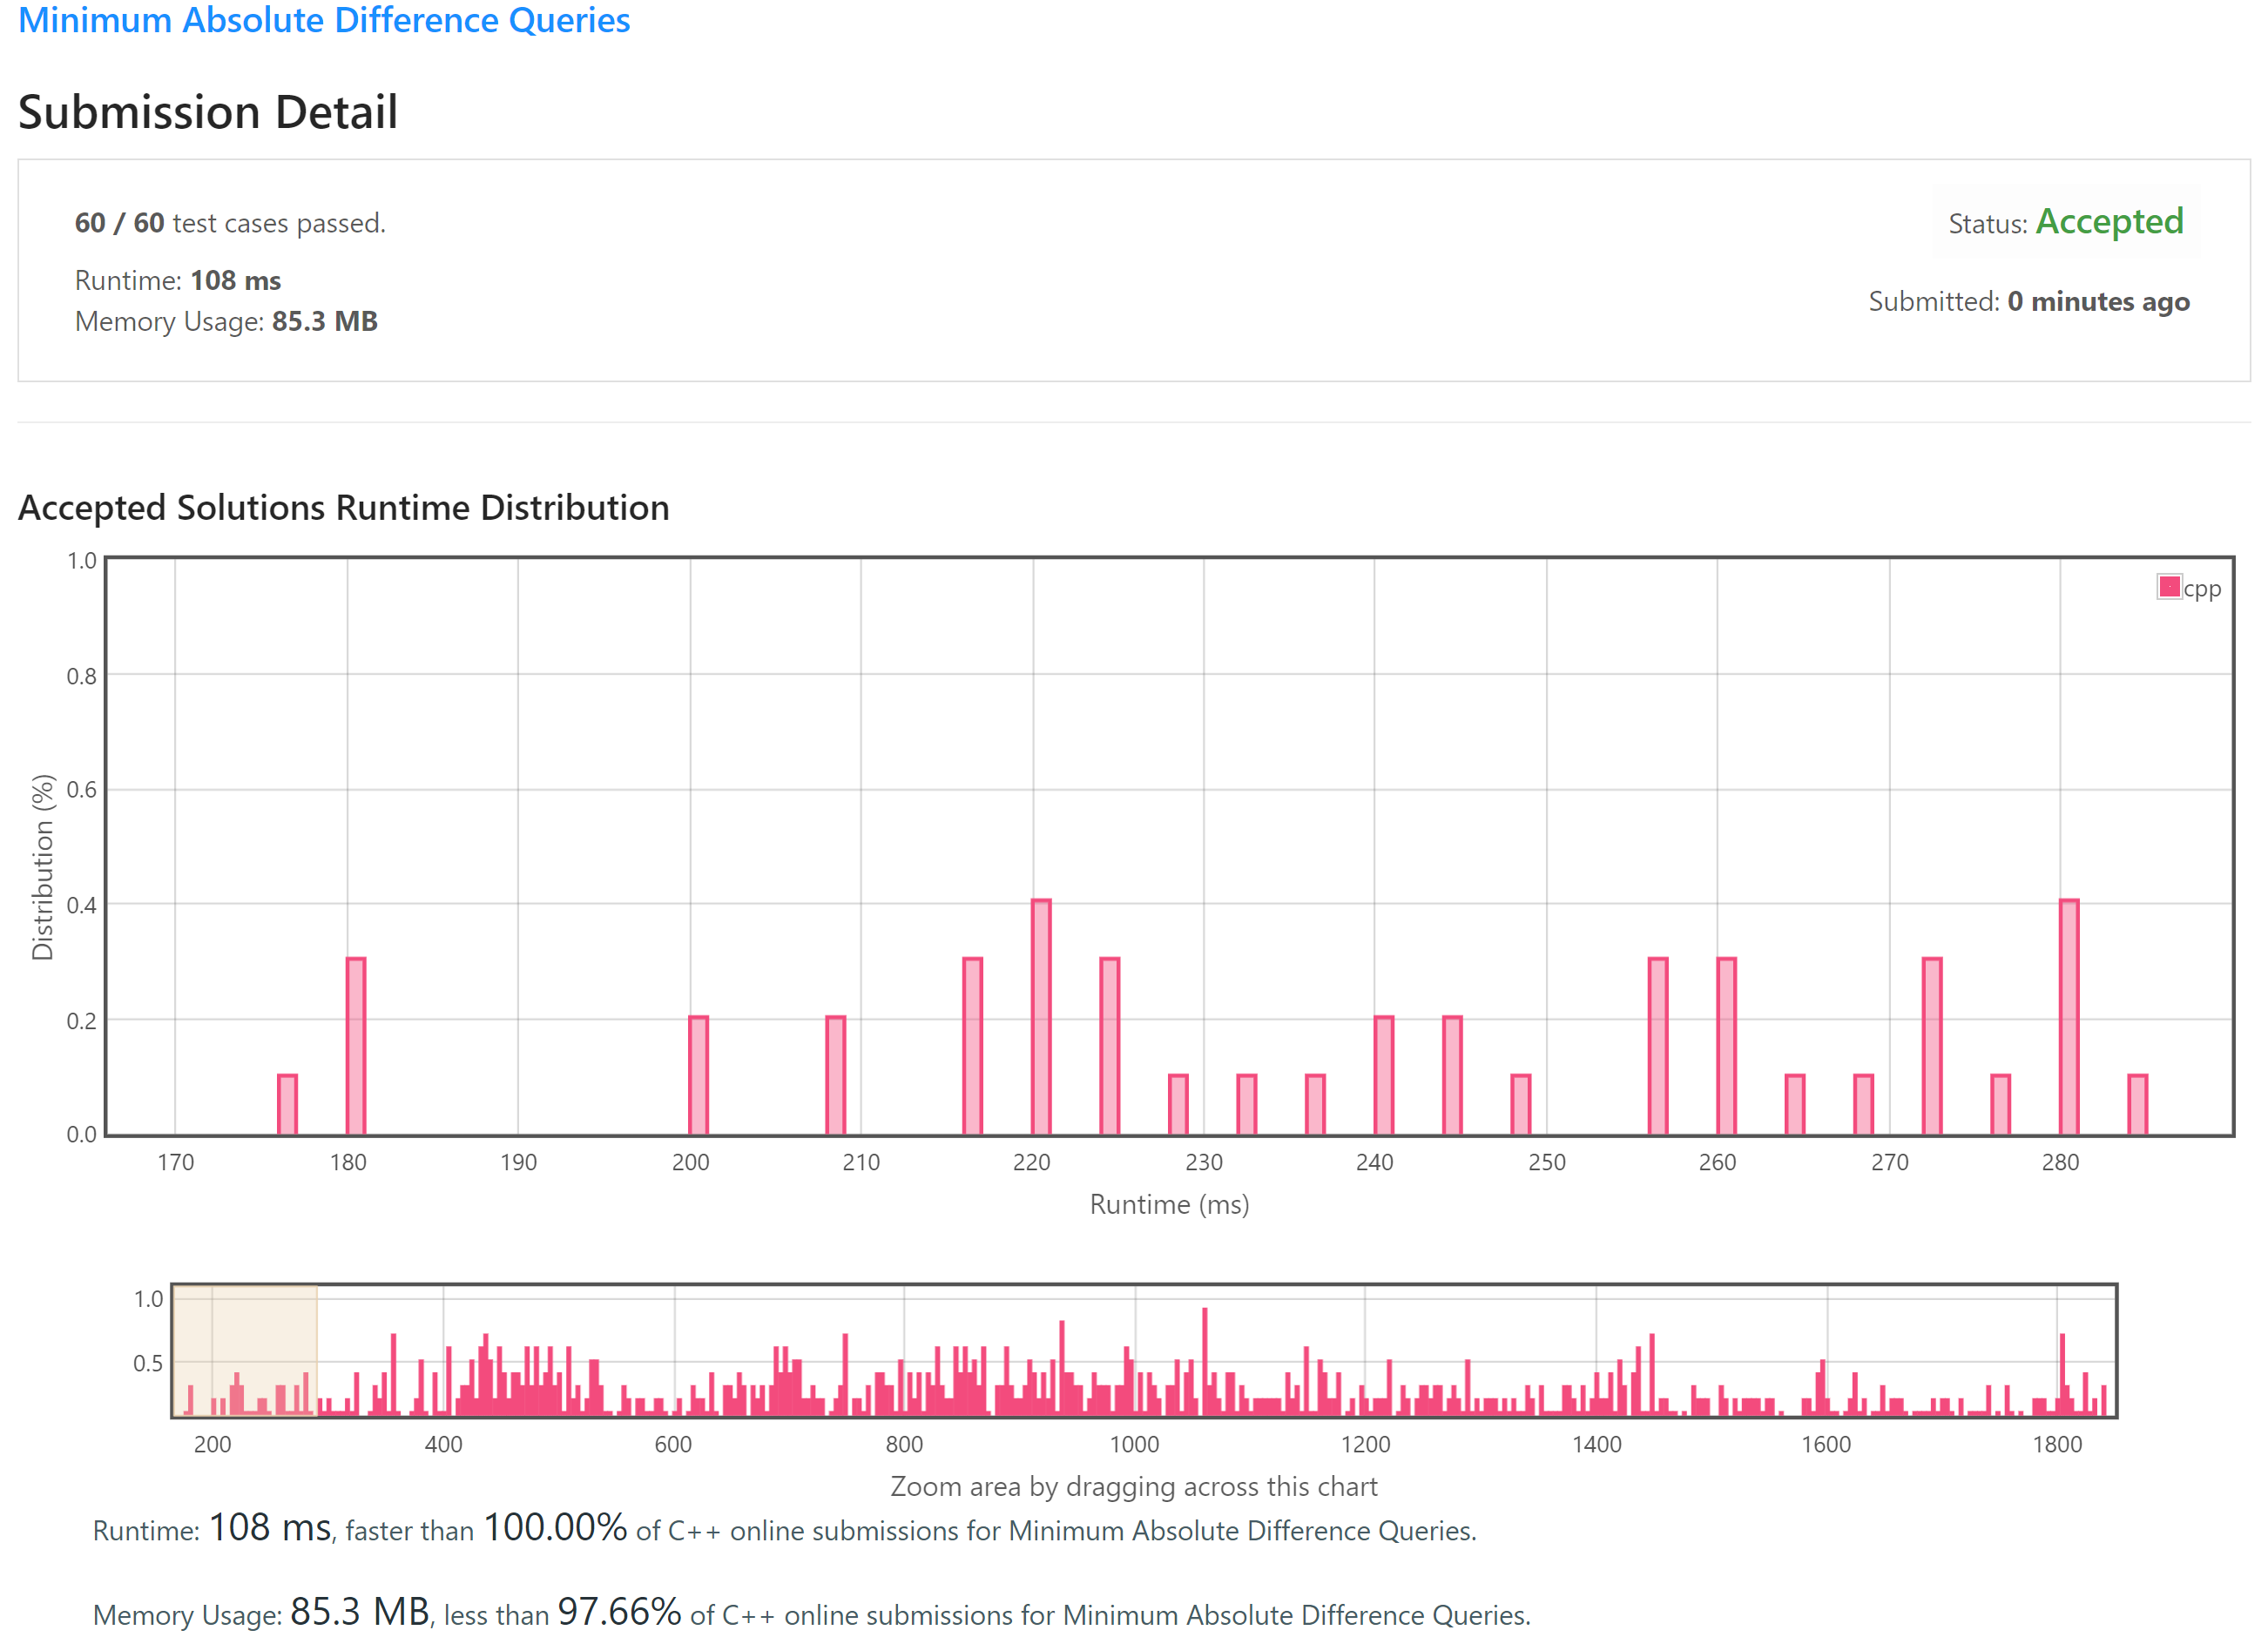 Minimum Absolute Difference Queries
Submission Detail
60 / 60 test cases passed.
Status: Accepted
Runtime: 108 ms
Submitted: 0 minutes ago
Memory Usage: 85.3 MB
Accepted Solutions Runtime Distribution
1.0
cpp
0.8
0.6
0.4
0.2
0.0
Distribution (%)
170 180 190 200 210 220 230 240 250 260 270 280
Runtime (ms)
1.0
0.5
200 400 600 800 1000 1200 1400 1600 1800
Zoom area by dragging across this chart
Runtime: 108 ms, faster than 100.00% of C++ online submissions for Minimum Absolute Difference Queries.
Memory Usage: 85.3 MB, less than 97.66% of C++ online submissions for Minimum Absolute Difference Queries.